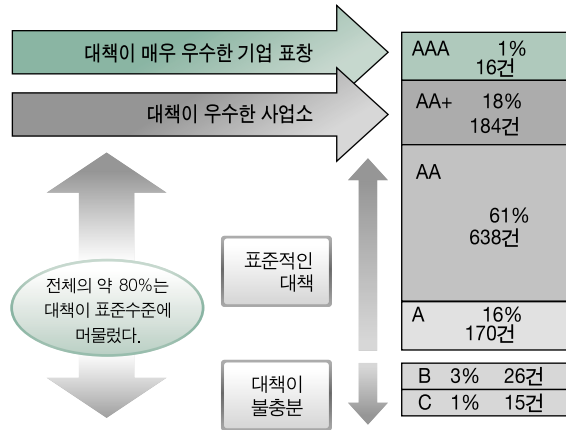 대책이 매우 우수한 기업 표창
대책이 우수한 사업소
전체의 약 80%는
대책이 표준수준에
머물렀다.
표준적인
대책
대책이
불충분
AAA 1%
16건
AA+ 18%
184건
AA
61%
638건
A 16%
170건
B 3% 26건
C 1% 15건